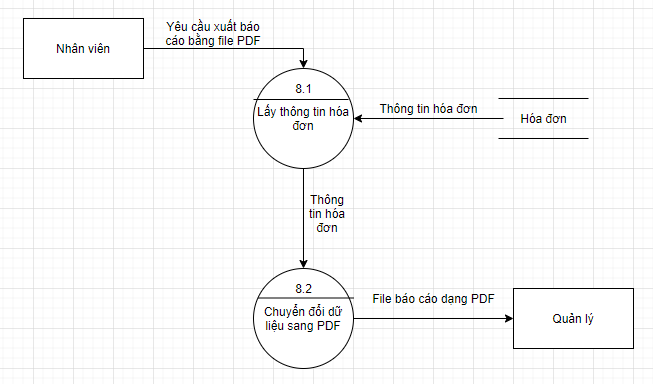 Yêu cầu xuất báo
cáo bằng file PDF
Nhân viên
8.1
Lấy thông tin hóa
đơn
Thông tin hóa đơn
Hóa đơn
Thông
tin hóa
đơn
8.2
Chuyển đổi dữ
liệu sang PDF
File báo cáo dạng PDF
Quản lý